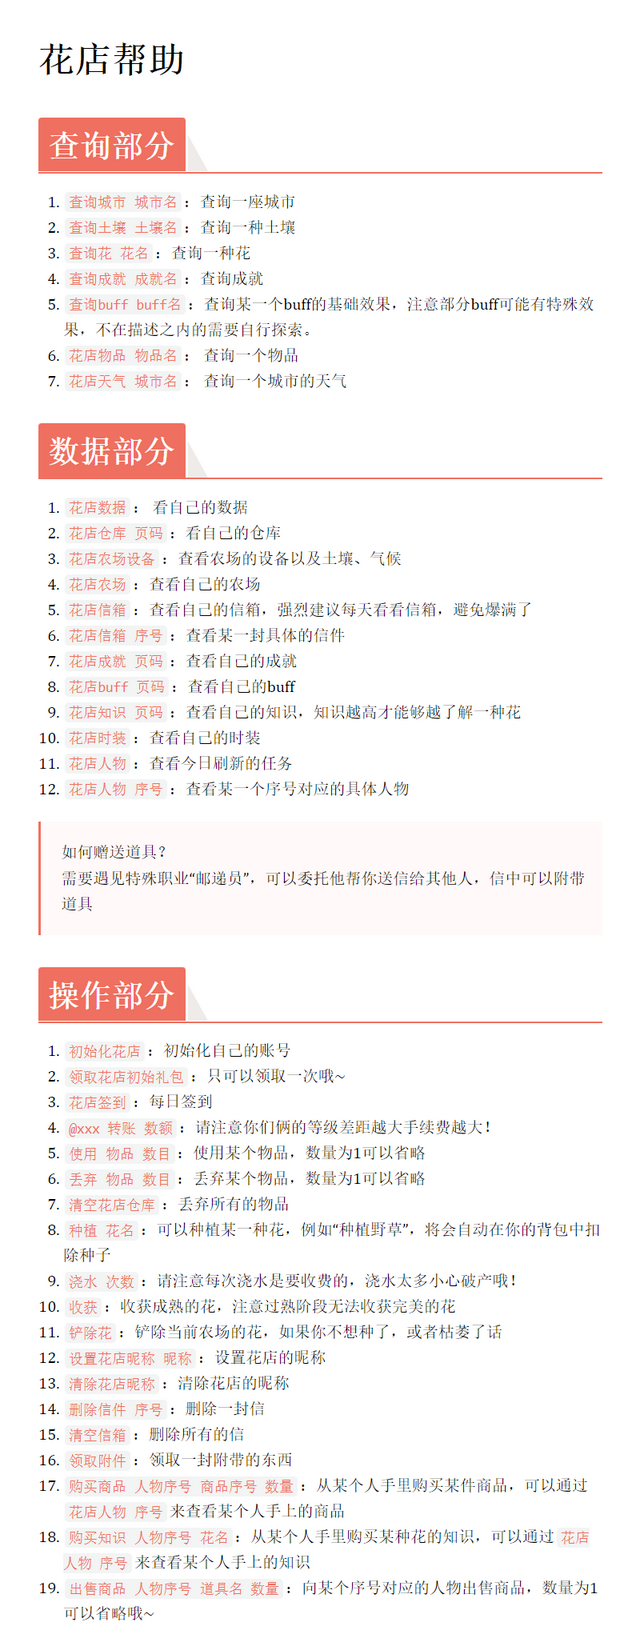 花店帮助
查询部分
1. 查询城市 城市名：查询一座城市
2. 查询土壤 土壤名：查询一种土壤
3. 查询花 花名：查询一种花
4. 查询成就 成就名：查询成就
5. 查询buff buff名：查询某一个buff的基础效果，注意部分buff可能有特殊效
果，不在描述之内的需要自行探索。
6. 花店物品 物品名： 查询一个物品
7. 花店天气 城市名： 查询一个城市的天气
数据部分
1. 花店数据： 看自己的数据
2. 花店仓库 页码：看自己的仓库
3. 花店农场设备：查看农场的设备以及土壤、气候
4. 花店农场：查看自己的农场
5. 花店信箱：查看自己的信箱，强烈建议每天看看信箱，避免爆满了
6. 花店信箱 序号：查看某一封具体的信件
7. 花店成就 页码：查看自己的成就
8. 花店buff 页码：查看自己的buff
9. 花店知识 页码：查看自己的知识，知识越高才能够越了解一种花
10. 花店时装：查看自己的时装
11. 花店人物：查看今日刷新的任务
12. 花店人物 序号：查看某一个序号对应的具体人物
如何赠送道具？
需要遇见特殊职业“邮递员”，可以委托他帮你送信给其他人，信中可以附带
道具
操作部分
1. 初始化花店：初始化自己的账号
2. 领取花店初始礼包：只可以领取一次哦~
3. 花店签到：每日签到
4. @xxx 转账 数额：请注意你们俩的等级差距越大手续费越大！
5. 使用 物品 数目：使用某个物品，数量为1可以省略
6. 丢弃 物品 数目：丢弃某个物品，数量为1可以省略
7. 清空花店仓库：丢弃所有的物品
8. 种植 花名：可以种植某一种花，例如“种植野草”，将会自动在你的背包中扣
除种子
9. 浇水 次数：请注意每次浇水是要收费的，浇水太多小心破产哦！
10. 收获：收获成熟的花，注意过熟阶段无法收获完美的花
11. 铲除花：铲除当前农场的花，如果你不想种了，或者枯萎了话
12. 设置花店昵称 昵称：设置花店的昵称
13. 清除花店昵称：清除花店的昵称
14. 删除信件 序号：删除一封信
15. 清空信箱：删除所有的信
16. 领取附件：领取一封附带的东西
17. 购买商品 人物序号 商品序号 数量：从某个人手里购买某件商品，可以通过
花店人物 序号来查看某个人手上的商品
18. 购买知识 人物序号 花名：从某个人手里购买某种花的知识，可以通过花店
人物 序号来查看某个人手上的知识
19. 出售商品 人物序号 道具名 数量：向某个序号对应的人物出售商品，数量为1
可以省略哦~